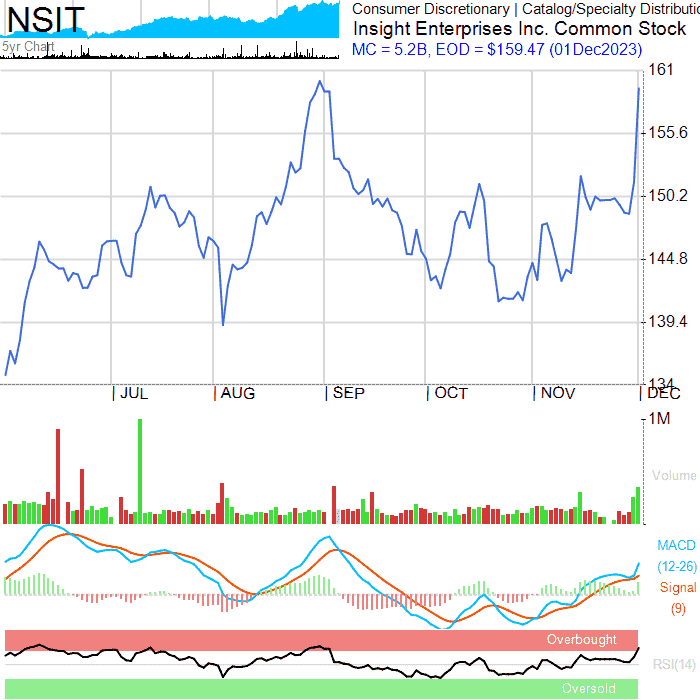 NSIT
5yr Chart
Consumer Discretionary | Catalog/Specialty Distributio
Insight Enterprises Inc. Common Stock
MC = 5.2B, EOD = $159.47 (01Dec2023)
161
155.6
150.2
144.8
139.4
134
JUL
AUG
SEP
OCT
NOV
DEC
1M
Volume
MACD
(12-26)
Signal
(9)
Overbought
RSI(14)
Oversold